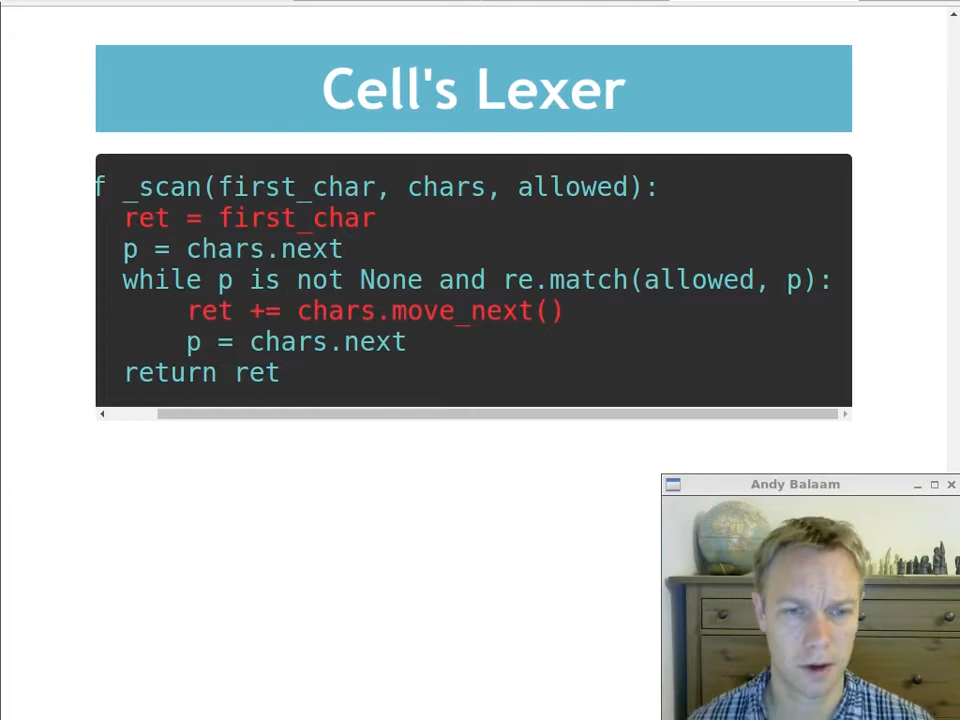 Cell's Lexer
f _scan(first_char, chars, allowed):
ret = first_char
p = chars.next
while p is not None and re.match(allowed, p):
ret += chars.move_next()
p = chars.next
return ret
Andy Balaam